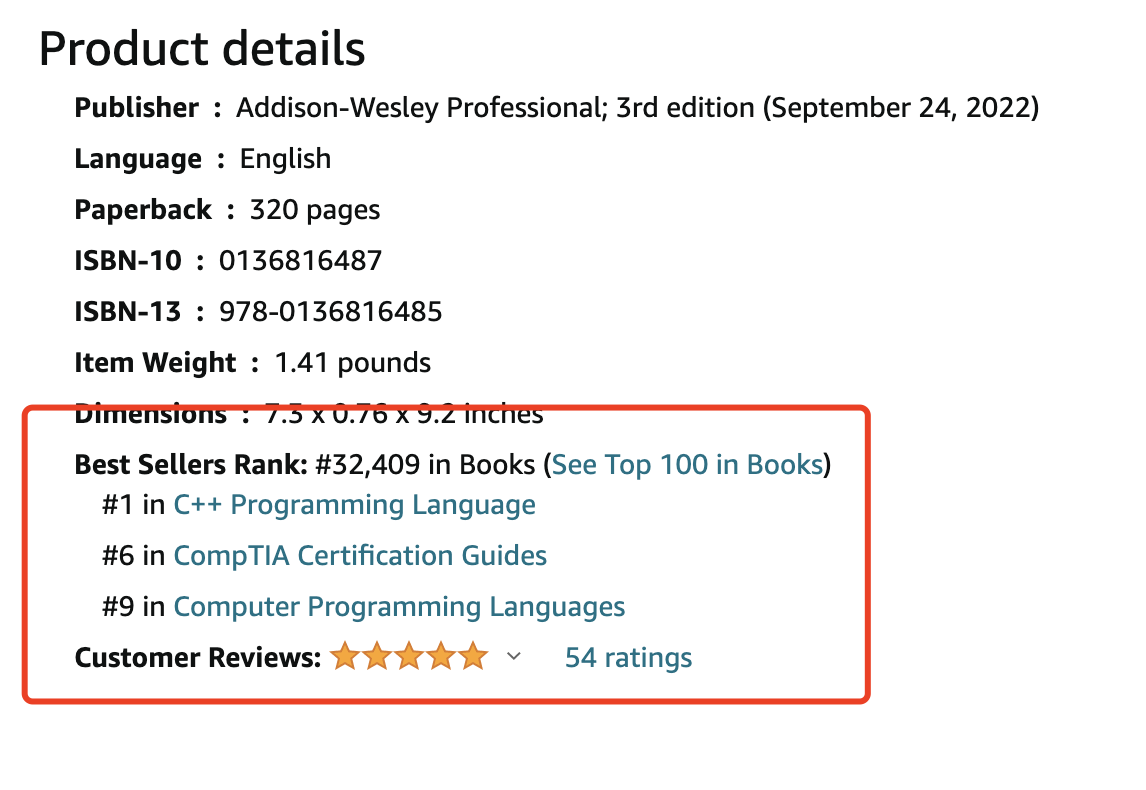 Product details
Publisher : Addison-Wesley Professional; 3rd edition (September 24, 2022)
Language : English
Paperback : 320 pages
ISBN-10 : 0136816487
ISBN-13 : 978-0136816485
Item Weight : 1.41 pounds
Dimensions : 7.3 x 0.76 x 9.2 inches
Best Sellers Rank: #32,409 in Books (See Top 100 in Books)
#1 in C++ Programming Language
#6 in CompTIA Certification Guides
#9 in Computer Programming Languages
Customer Reviews: 54 ratings